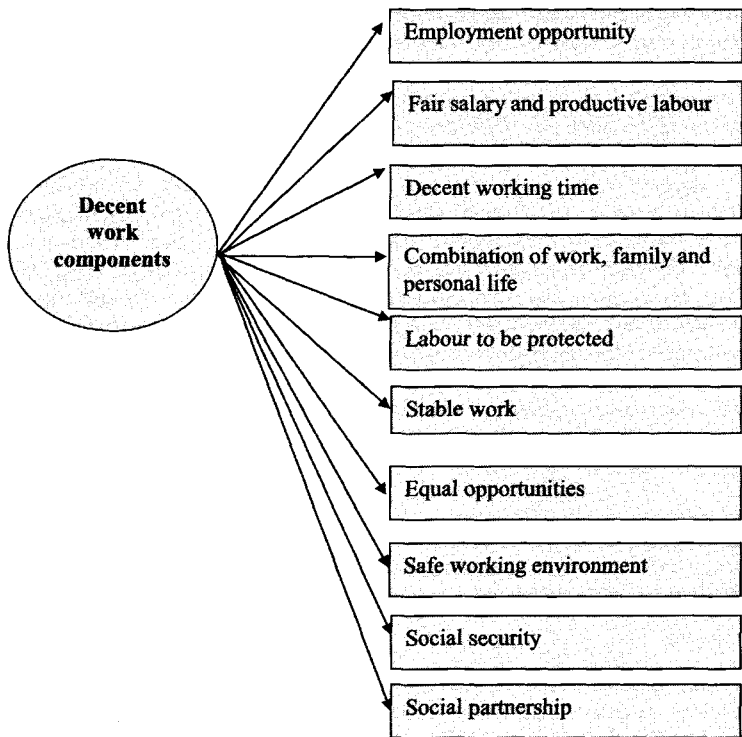 Employment opportunity
Fair salary and productive labour
Decent working time
Decent
work
components
Combination of work, family and
personal life
Labour to be protected
Stable work
Equal opportunities
Safe working environment
Social security
Social partnership